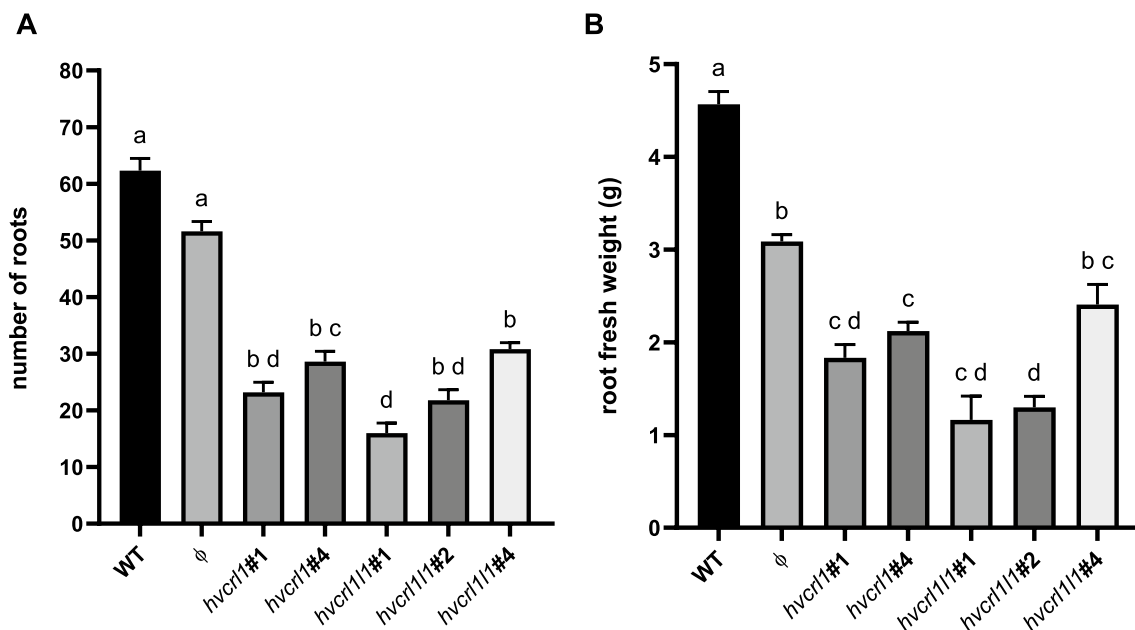 A
number of roots
80
70
60
50
40
30
20
10
0
a
a
b d
b c
d
b d
b
WT
ϕ
hvcrl1#1
hvcrl1#4
hvcrl1l1#1
hvcrl1l1#2
hvcrl1l1#4
B
root fresh weight (g)
5
4
3
2
1
0
a
b
c d
c
c d
d
b c
WT
ϕ
hvcrl1#1
hvcrl1#4
hvcrl1l1#1
hvcrl1l1#2
hvcrl1l1#4